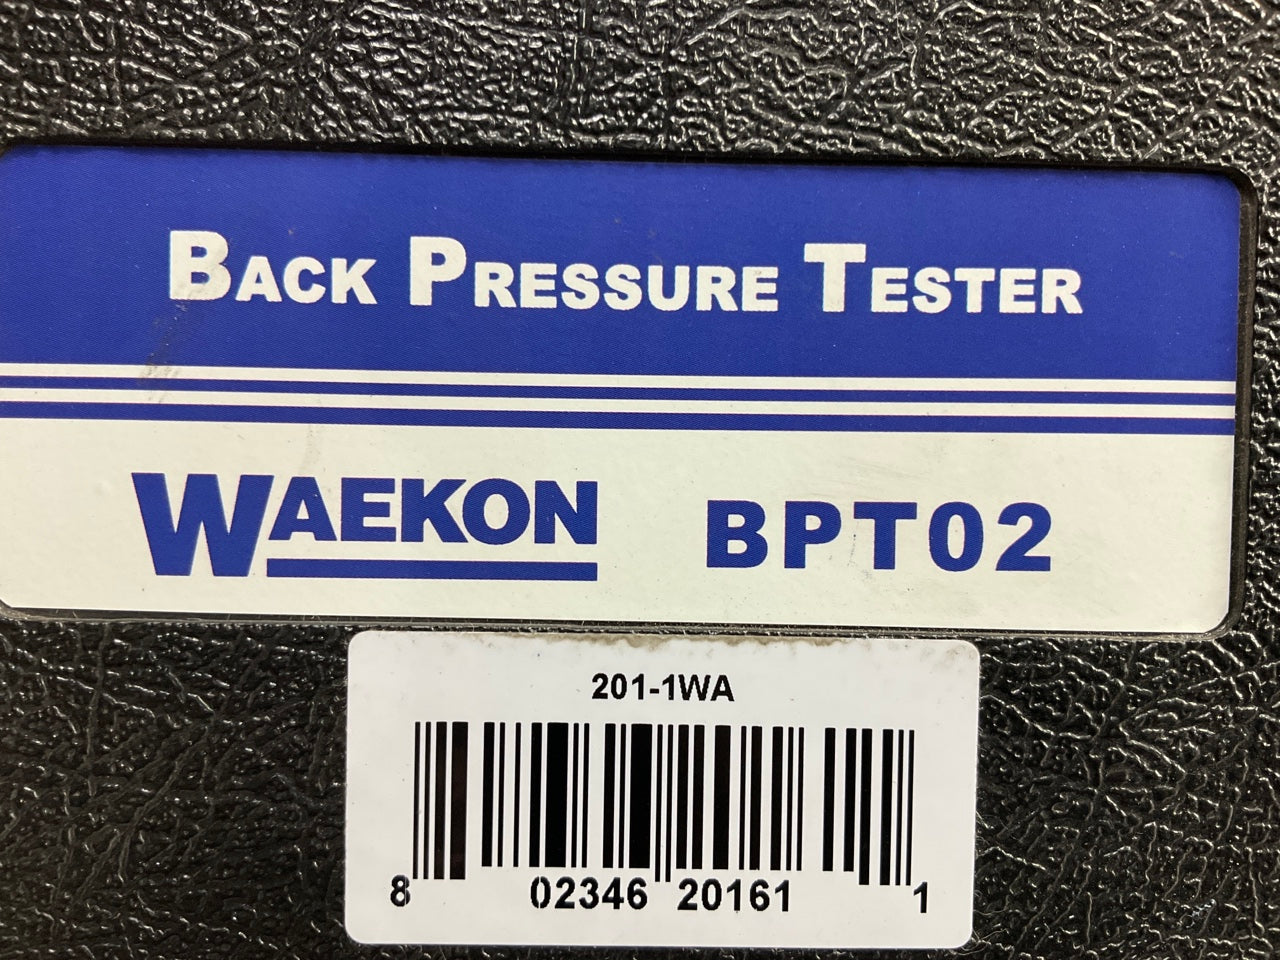 BACK PRESSURE TESTER
WAEKON BPT02
201-1WA
8 02346 20161 1